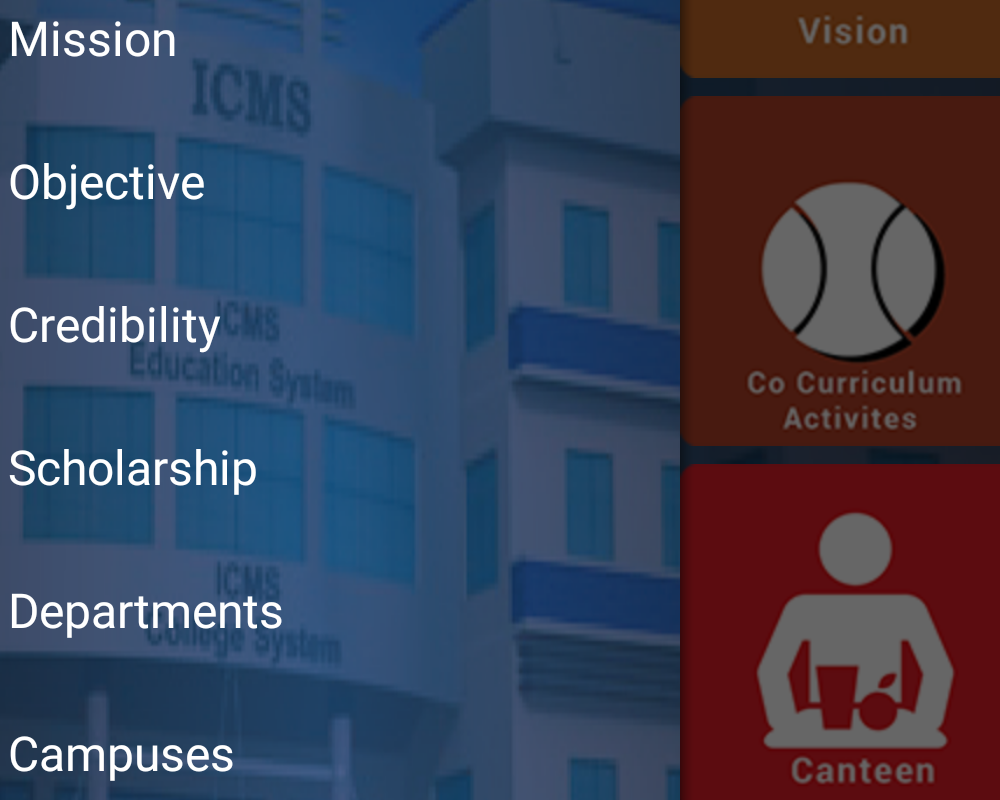 Mission
Objective
Credibility
Scholarship
Departments
Campuses
ICMS
ICMS
Education System
ICMS
College System
Vision
Co Curriculum
Activites
Canteen